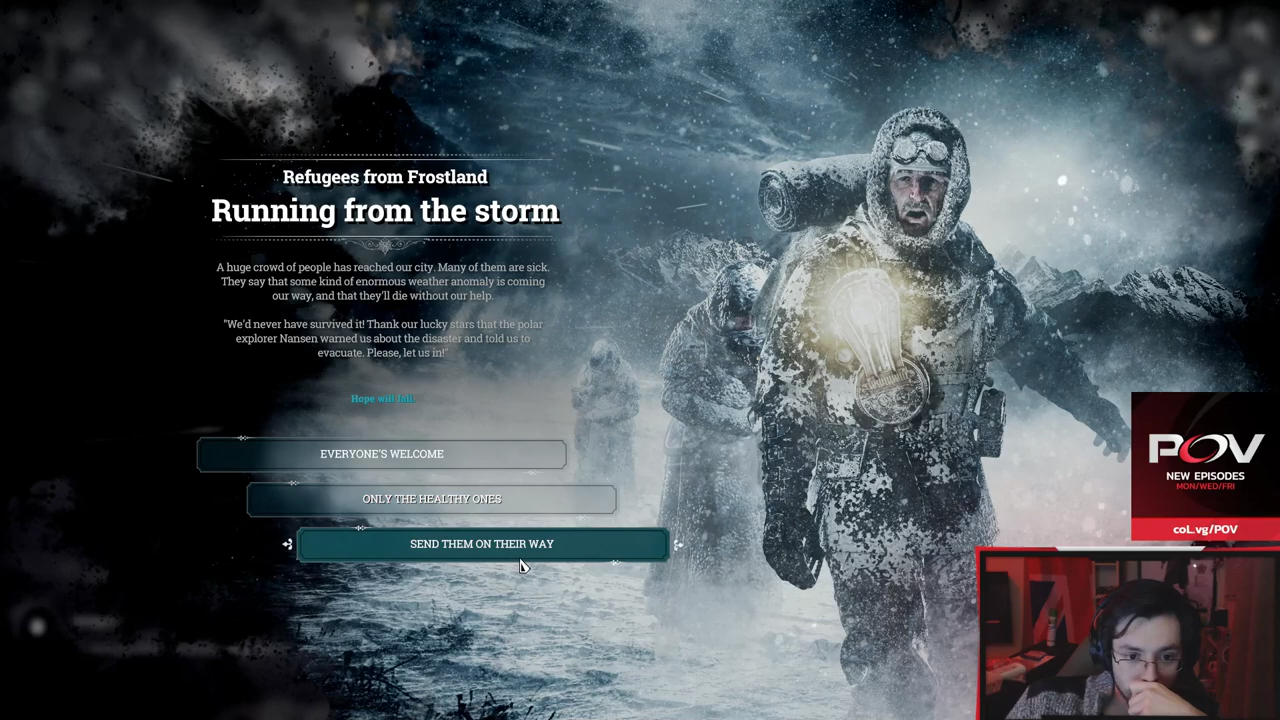 Refugees from Frostland
Running from the storm
A huge crowd of people has reached our city. Many of them are sick.
They say that some kind of enormous weather anomaly is coming
our way, and that they'll die without our help.
"We'd never have survived it! Thank our lucky stars that the polar
explorer Nansen warned us about the disaster and told us to
evacuate. Please, let us in!"
Hope will fall.
EVERYONE'S WELCOME
ONLY THE HEALTHY ONES
SEND THEM ON THEIR WAY
POV
NEW EPISODES
MON/WED/FRI
coL.vg/POV